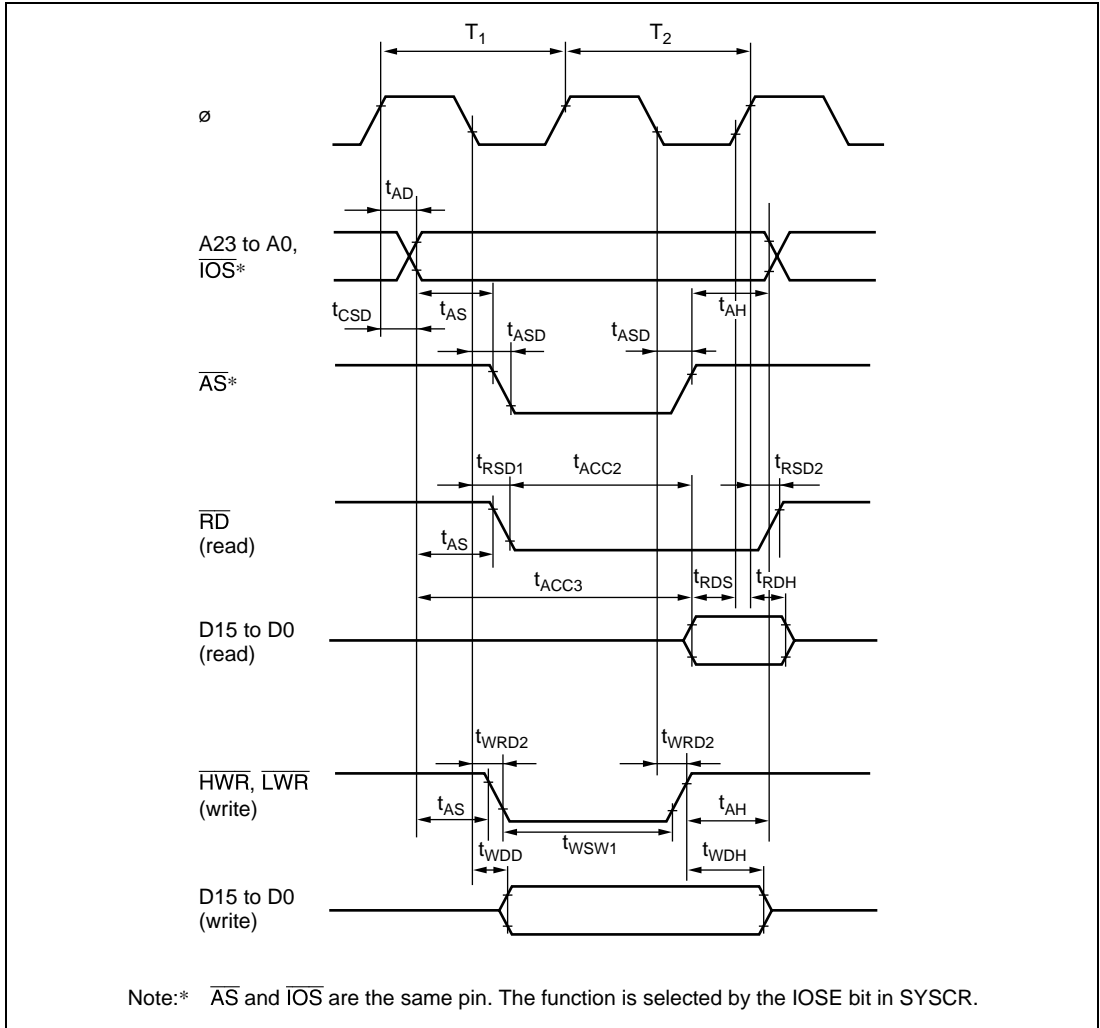 T1 T2
ø
tAD
A23 to A0,
IOS*
tCSD tAS tAH
tASD tASD
AS*
tRSD1 tACC2 tRSD2
RD
(read)
tAS
tACC3 tRDS tRDH
D15 to D0
(read)
tWRD2 tWRD2
HWR, LWR
(write)
tAS tAH
tWSW1
tWDD tWDH
D15 to D0
(write)
Note:* AS and IOS are the same pin. The function is selected by the IOSE bit in SYSCR.